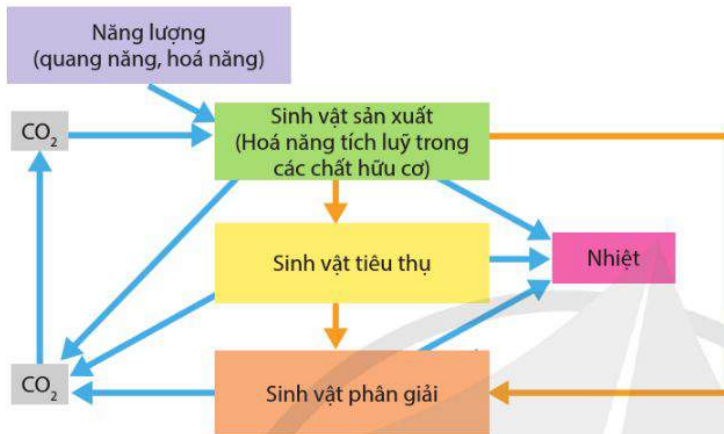 Năng lượng
(quang năng, hoá năng)
CO₂
Sinh vật sản xuất
(Hoá năng tích luỹ trong
các chất hữu cơ)
Sinh vật tiêu thụ
Nhiệt
CO₂
Sinh vật phân giải